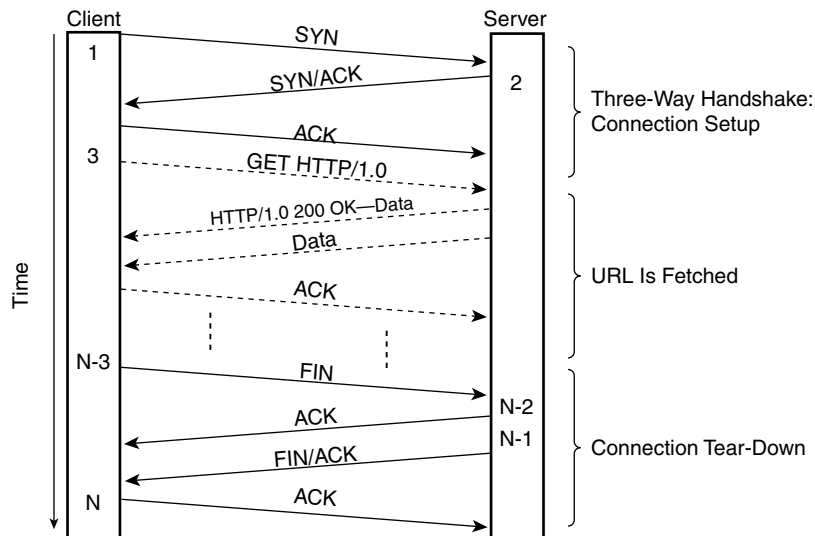 Client
Server
SYN
1
SYN/ACK
2
Three-Way Handshake:
Connection Setup
ACK
3
GET HTTP/1.0
HTTP/1.0 200 OK—Data
Data
URL Is Fetched
Time
ACK
N-3
FIN
N-2
ACK
N-1
Connection Tear-Down
FIN/ACK
N
ACK